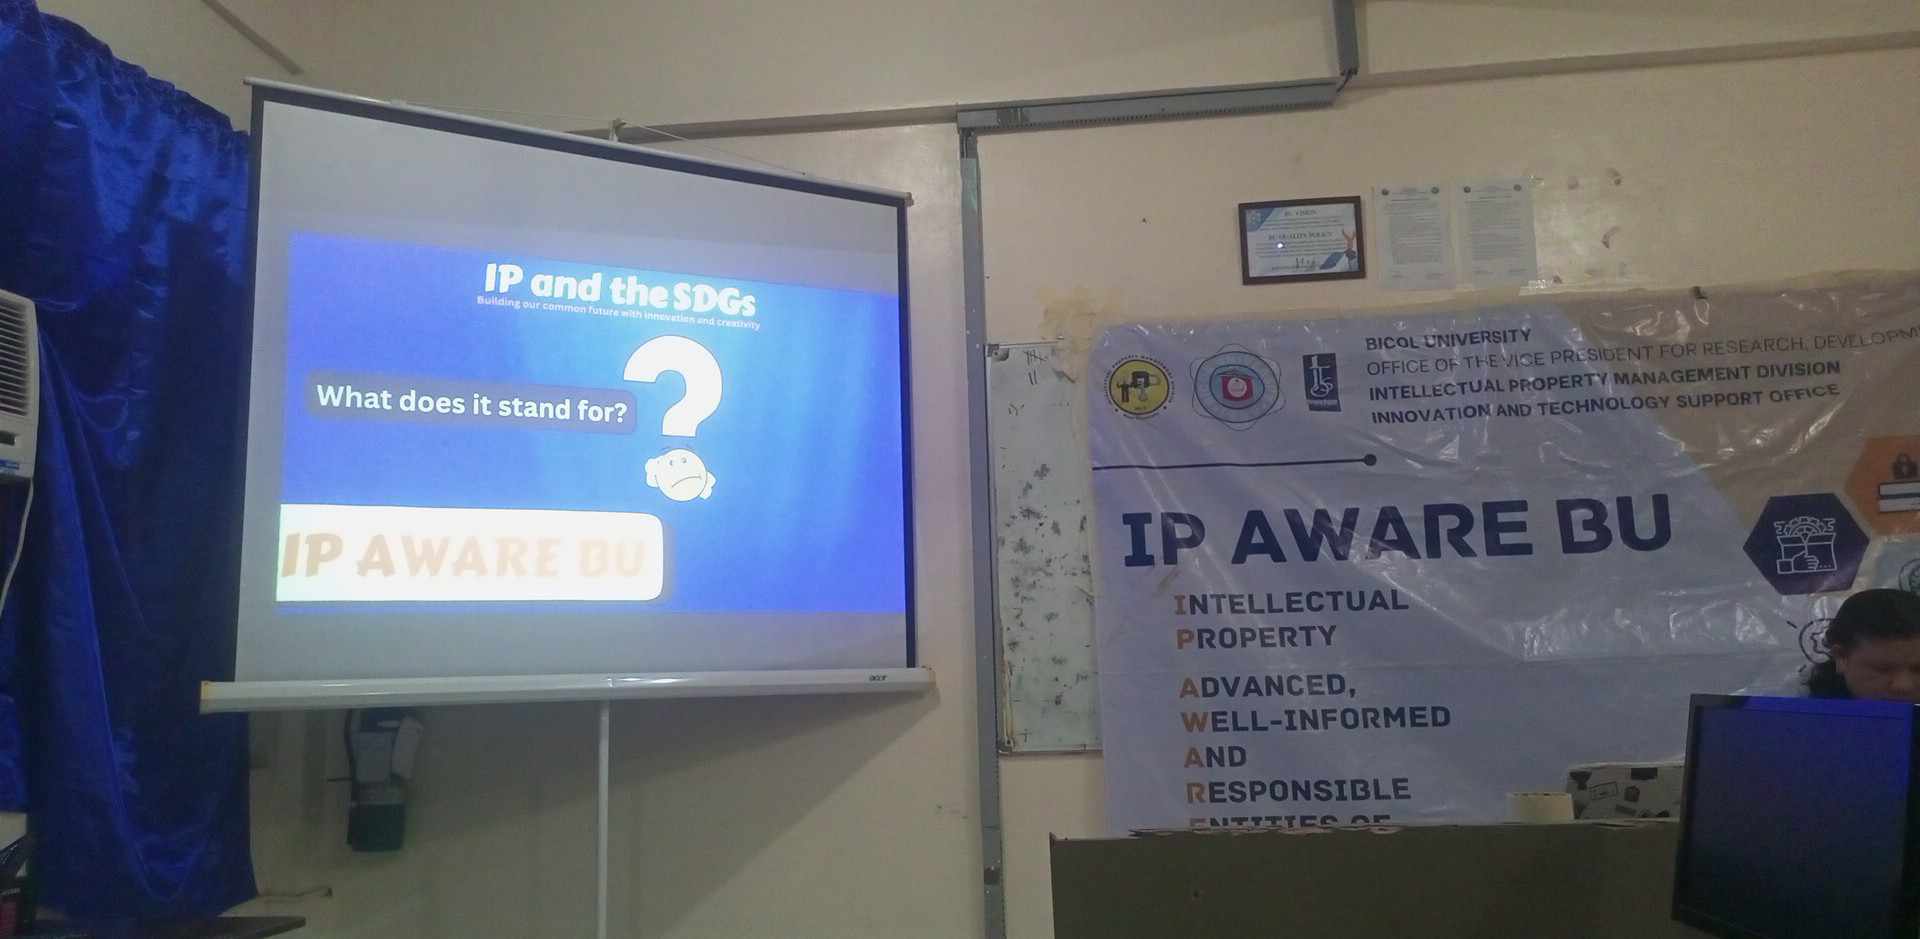 IP and the SDGs
Building our common future with innovation and creativity
What does it stand for?
IP AWARE BU
acer
BU VISION
BU QUALITY POLICY
BICOL UNIVERSITY
OFFICE OF THE VICE PRESIDENT FOR RESEARCH, DEVELOPM
INTELLECTUAL PROPERTY MANAGEMENT DIVISION
INNOVATION AND TECHNOLOGY SUPPORT OFFICE
IP AWARE BU
INTELLECTUAL
PROPERTY
ADVANCED,
WELL-INFORMED
AND
RESPONSIBLE
ENTITIES OF